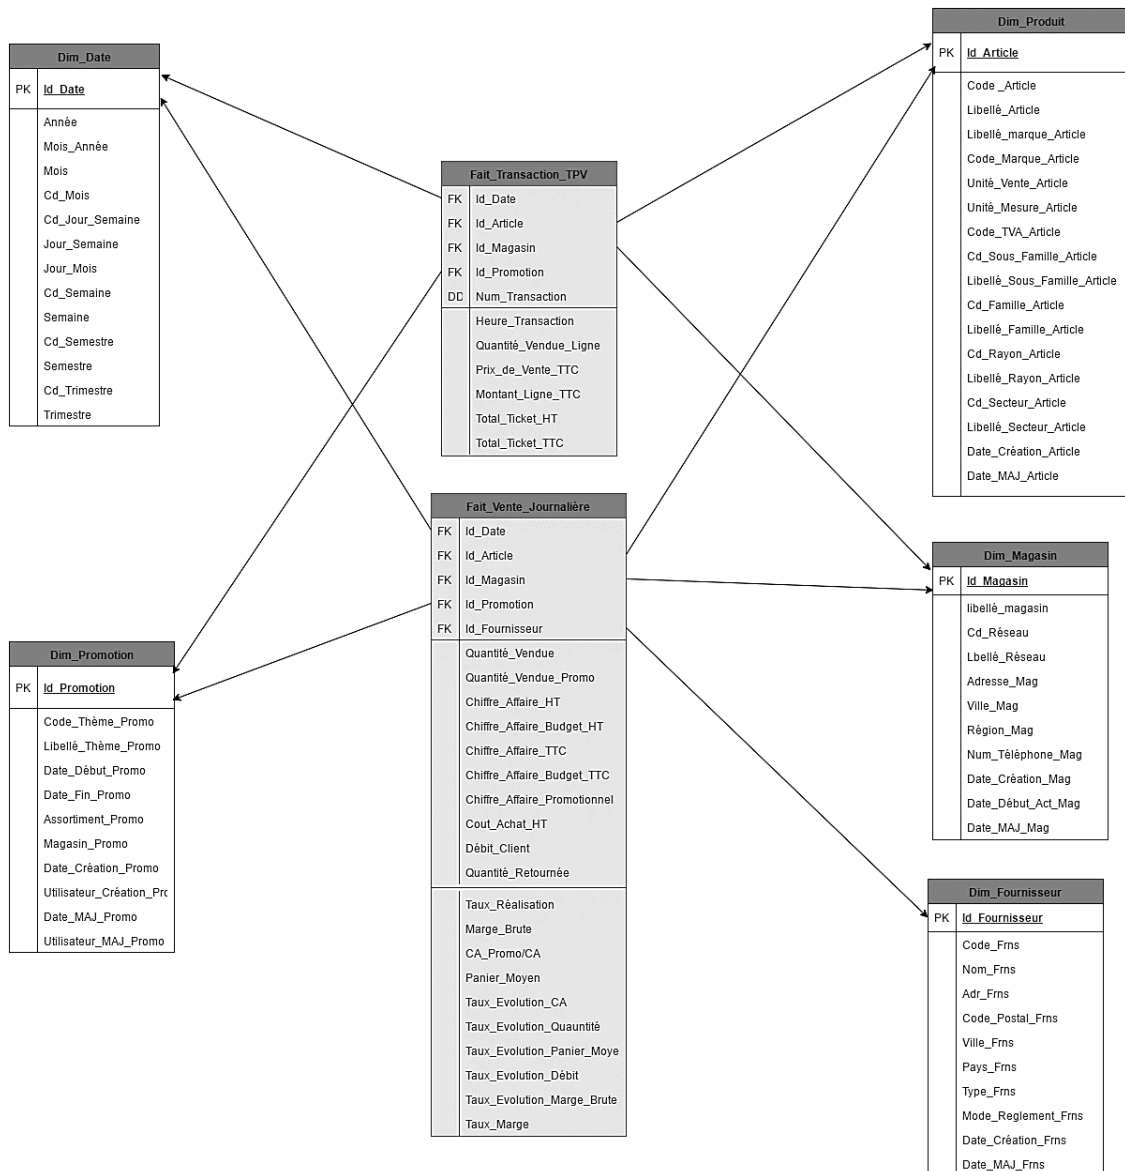 Dim_Date
PK Id_Date
Année
Mois_Année
Mois
Cd_Mois
Cd_Jour_Semaine
Jour_Semaine
Jour_Mois
Cd_Semaine
Semaine
Cd_Semestre
Semestre
Cd_Trimestre
Trimestre
Dim_Promotion
PK Id_Promotion
Code_Thème_Promo
Libellé_Thème_Promo
Date_Début_Promo
Date_Fin_Promo
Assortiment_Promo
Magasin_Promo
Date_Création_Promo
Utilisateur_Création_Prc
Date_MAJ_Promo
Utilisateur_MAJ_Promo
Fait_Transaction_TPV
FK Id_Date
FK Id_Article
FK Id_Magasin
FK Id_Promotion
DD Num_Transaction
Heure_Transaction
Quantité_Vendue_Ligne
Prix_de_Vente_TTC
Montant_Ligne_TTC
Total_Ticket_HT
Total_Ticket_TTC
Fait_Vente_Journalière
FK Id_Date
FK Id_Article
FK Id_Magasin
FK Id_Promotion
FK Id_Fournisseur
Quantité_Vendue
Quantité_Vendue_Promo
Chiffre_Affaire_HT
Chiffre_Affaire_Budget_HT
Chiffre_Affaire_TTC
Chiffre_Affaire_Budget_TTC
Chiffre_Affaire_Promotionnel
Cout_Achat_HT
Débit_Client
Quantité_Retournée
Taux_Réalisation
Marge_Brute
CA_Promo/CA
Panier_Moyen
Taux_Evolution_CA
Taux_Evolution_Quauntité
Taux_Evolution_Panier_Moye
Taux_Evolution_Débit
Taux_Evolution_Marge_Brute
Taux_Marge
Dim_Produit
PK Id_Article
Code _Article
Libellé_Article
Libellé_marque_Article
Code_Marque_Article
Unité_Vente_Article
Unité_Mesure_Article
Code_TVA_Article
Cd_Sous_Famille_Article
Libellé_Sous_Famille_Article
Cd_Famille_Article
Libellé_Famille_Article
Cd_Rayon_Article
Libellé_Rayon_Article
Cd_Secteur_Article
Libellé_Secteur_Article
Date_Création_Article
Date_MAJ_Article
Dim_Magasin
PK Id_Magasin
libellé_magasin
Cd_Réseau
Lbellé_Réseau
Adresse_Mag
Ville_Mag
Région_Mag
Num_Téléphone_Mag
Date_Création_Mag
Date_Début_Act_Mag
Date_MAJ_Mag
Dim_Fournisseur
PK Id_Fournisseur
Code_Frns
Nom_Frns
Adr_Frns
Code_Postal_Frns
Ville_Frns
Pays_Frns
Type_Frns
Mode_Reglement_Frns
Date_Création_Frns
Date_MAJ_Frns